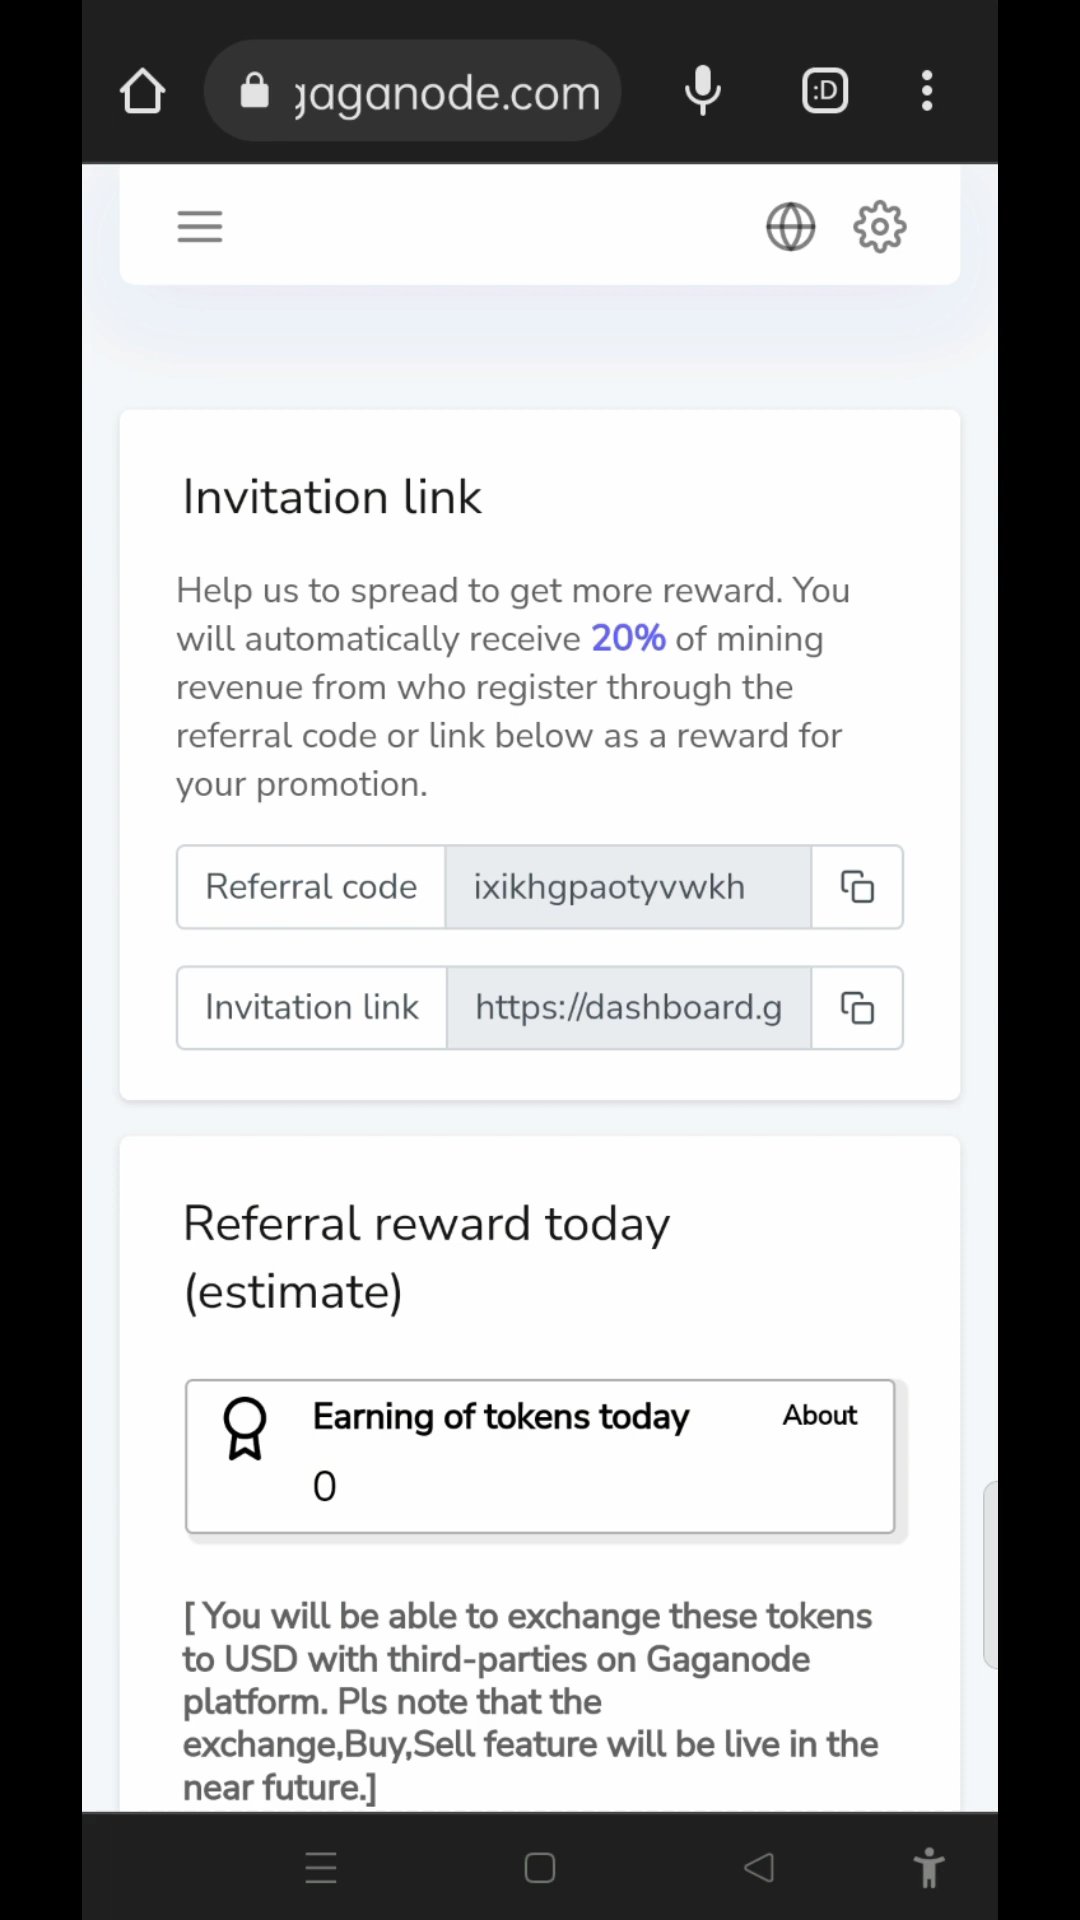 gaganode.com
:D
Invitation link
Help us to spread to get more reward. You
will automatically receive 20% of mining
revenue from who register through the
referral code or link below as a reward for
your promotion.
Referral code ixikhgpaotyvwkh
Invitation link https://dashboard.g
Referral reward today
(estimate)
Earning of tokens today About
0
[ You will be able to exchange these tokens
to USD with third-parties on Gaganode
platform. Pls note that the
exchange,Buy,Sell feature will be live in the
near future.]